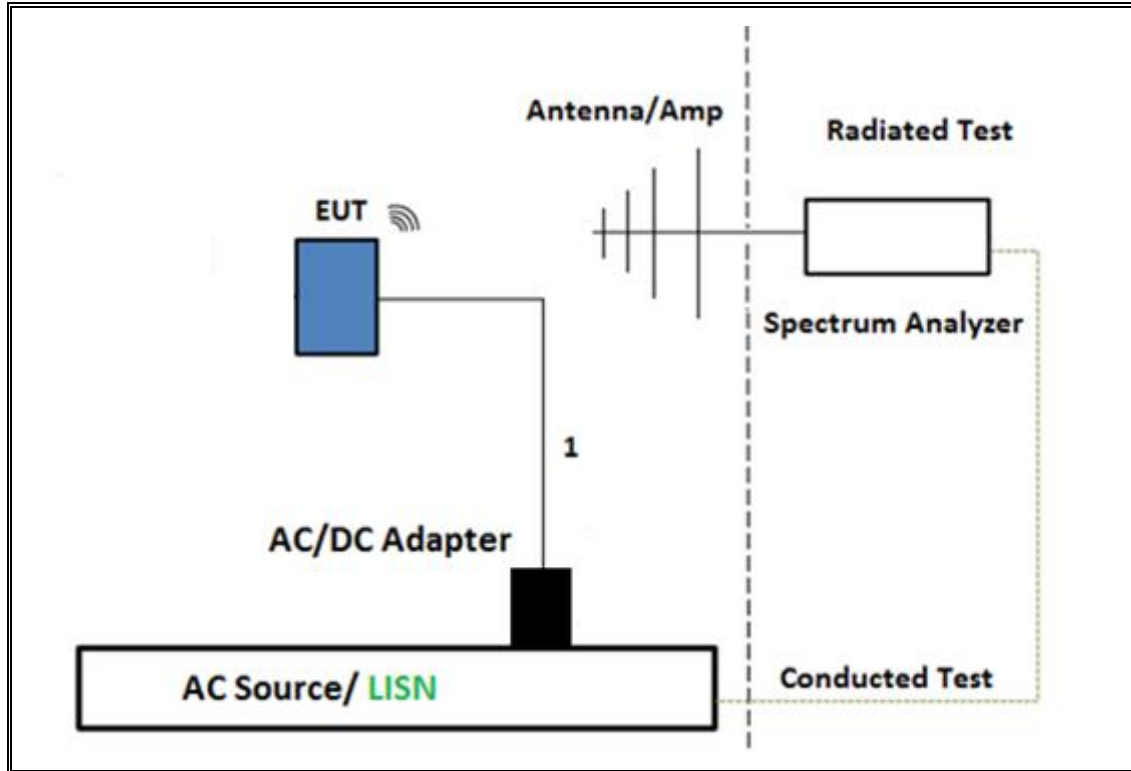 Antenna/Amp
Radiated Test
EUT
Spectrum Analyzer
1
AC/DC Adapter
AC Source/ LISN
Conducted Test